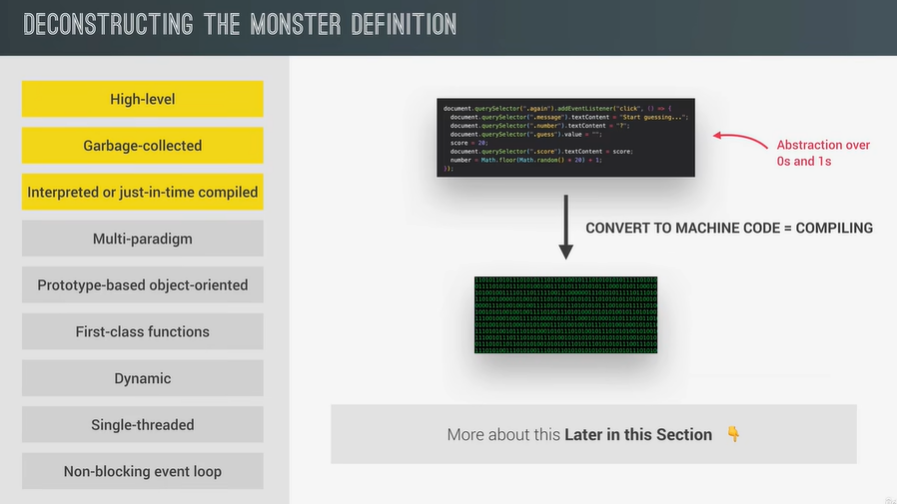 DECONSTRUCTING THE MONSTER DEFINITION
High-level
Garbage-collected
Interpreted or just-in-time compiled
Multi-paradigm
Prototype-based object-oriented
First-class functions
Dynamic
Single-threaded
Non-blocking event loop
document.querySelector(".again").addEventListener("click", () => {
document.querySelector(".message").textContent = "Start guessing...";
document.querySelector(".number").textContent = "?";
document.querySelector(".guess").value = "";
score = 20;
document.querySelector(".score").textContent = score;
number = Math.floor(Math.random() * 20) + 1;
});
Abstraction over
0s and 1s
CONVERT TO MACHINE CODE = COMPILING
More about this Later in this Section 👇